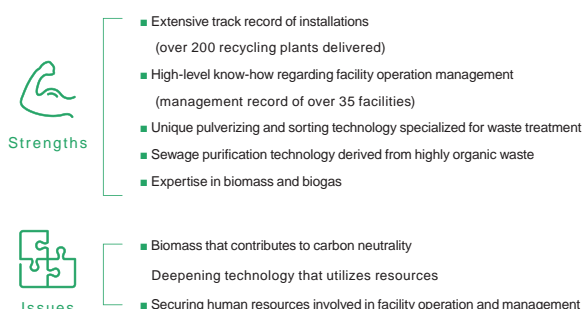 ■ Extensive track record of installations
(over 200 recycling plants delivered)
■ High-level know-how regarding facility operation management
(management record of over 35 facilities)
Strengths
■ Unique pulverizing and sorting technology specialized for waste treatment
■ Sewage purification technology derived from highly organic waste
■ Expertise in biomass and biogas
■ Biomass that contributes to carbon neutrality
Deepening technology that utilizes resources
Issues
■ Securing human resources involved in facility operation and management